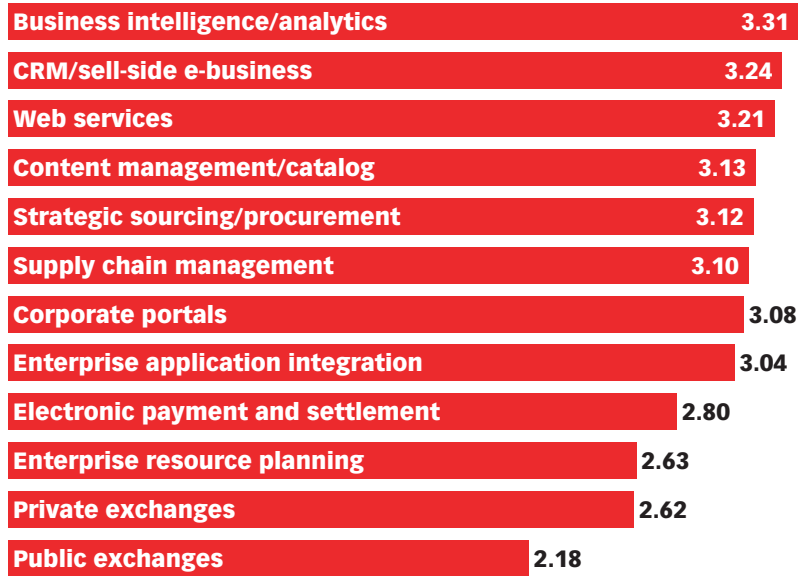 Business intelligence/analytics 3.31
CRM/sell-side e-business 3.24
Web services 3.21
Content management/catalog 3.13
Strategic sourcing/procurement 3.12
Supply chain management 3.10
Corporate portals 3.08
Enterprise application integration 3.04
Electronic payment and settlement 2.80
Enterprise resource planning 2.63
Private exchanges 2.62
Public exchanges 2.18